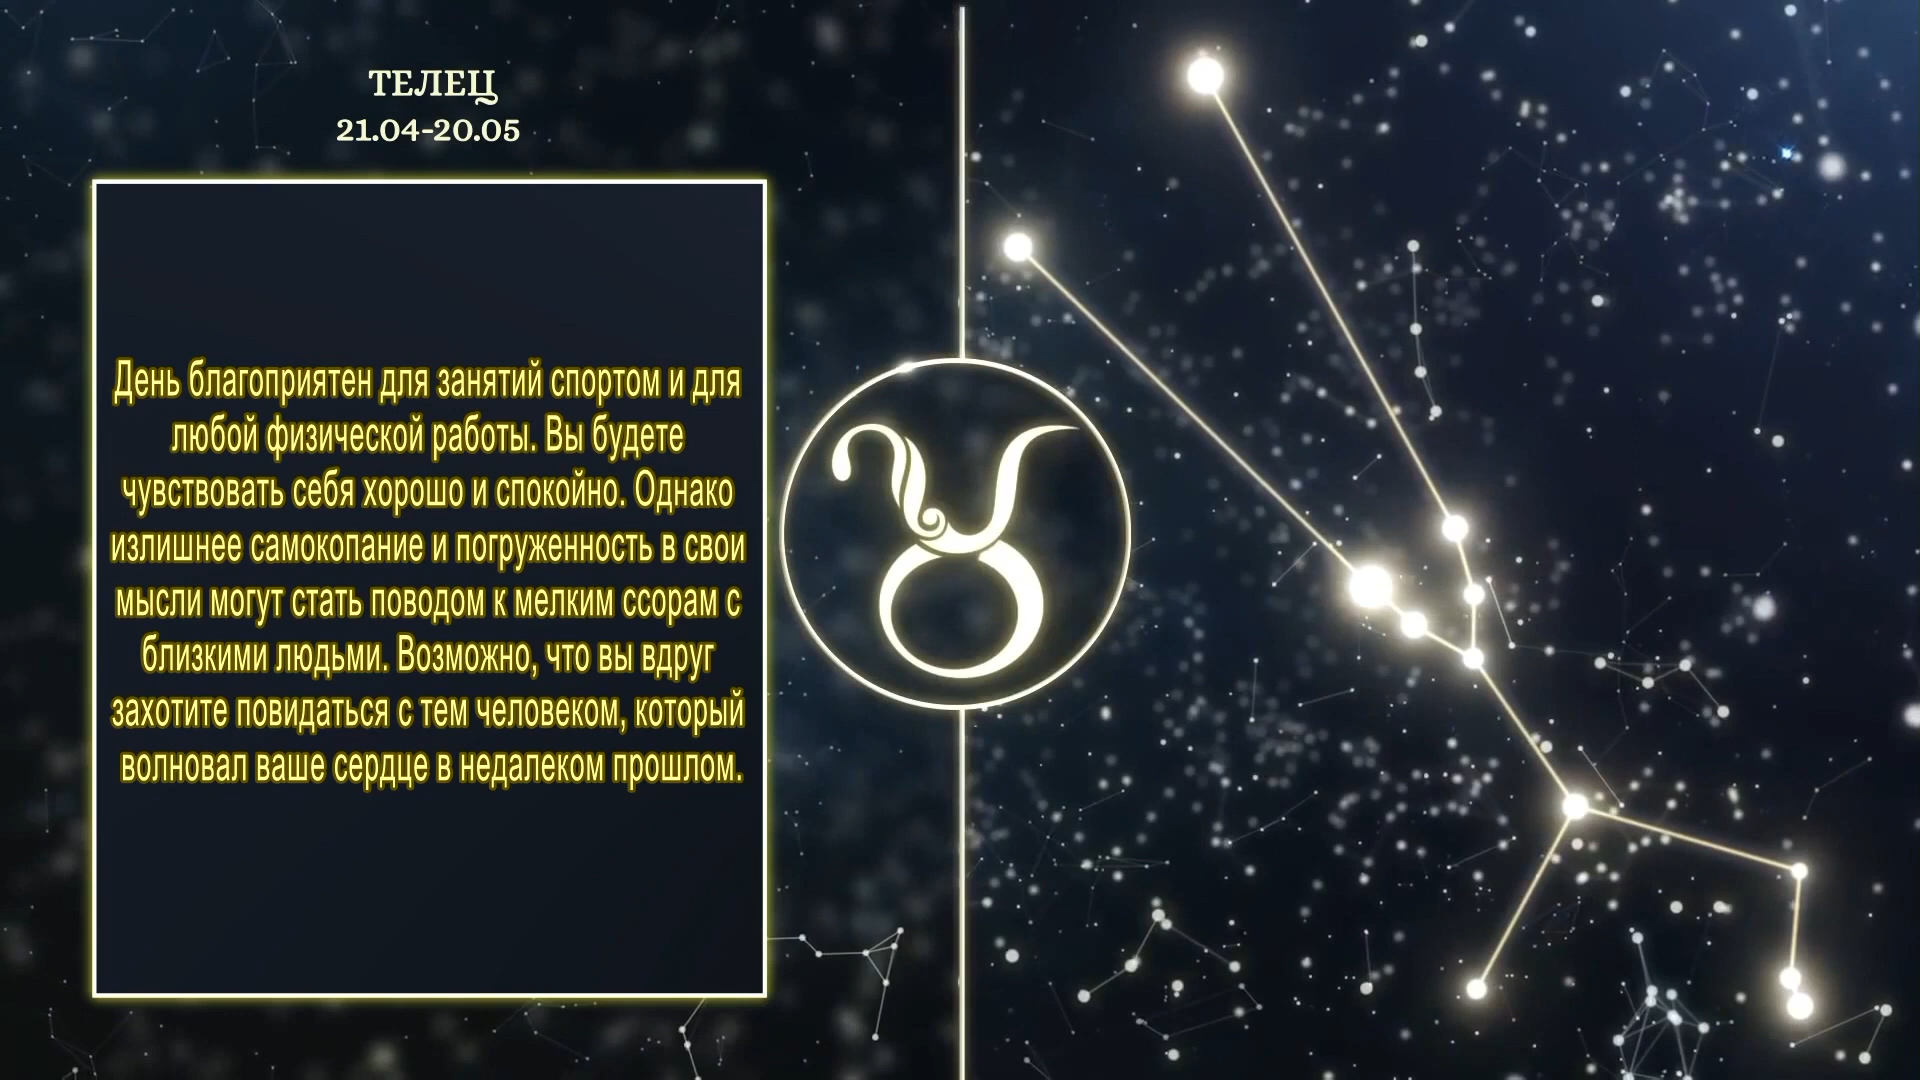 ТЕЛЕЦ
21.04-20.05
День благоприятен для занятий спортом и для
любой физической работы. Вы будете
чувствовать себя хорошо и спокойно. Однако
излишнее самокопание и погруженность в свои
мысли могут стать поводом к мелким ссорам с
близкими людьми. Возможно, что вы вдруг
захотите повидаться с тем человеком, который
волновал ваше сердце в недалеком прошлом.